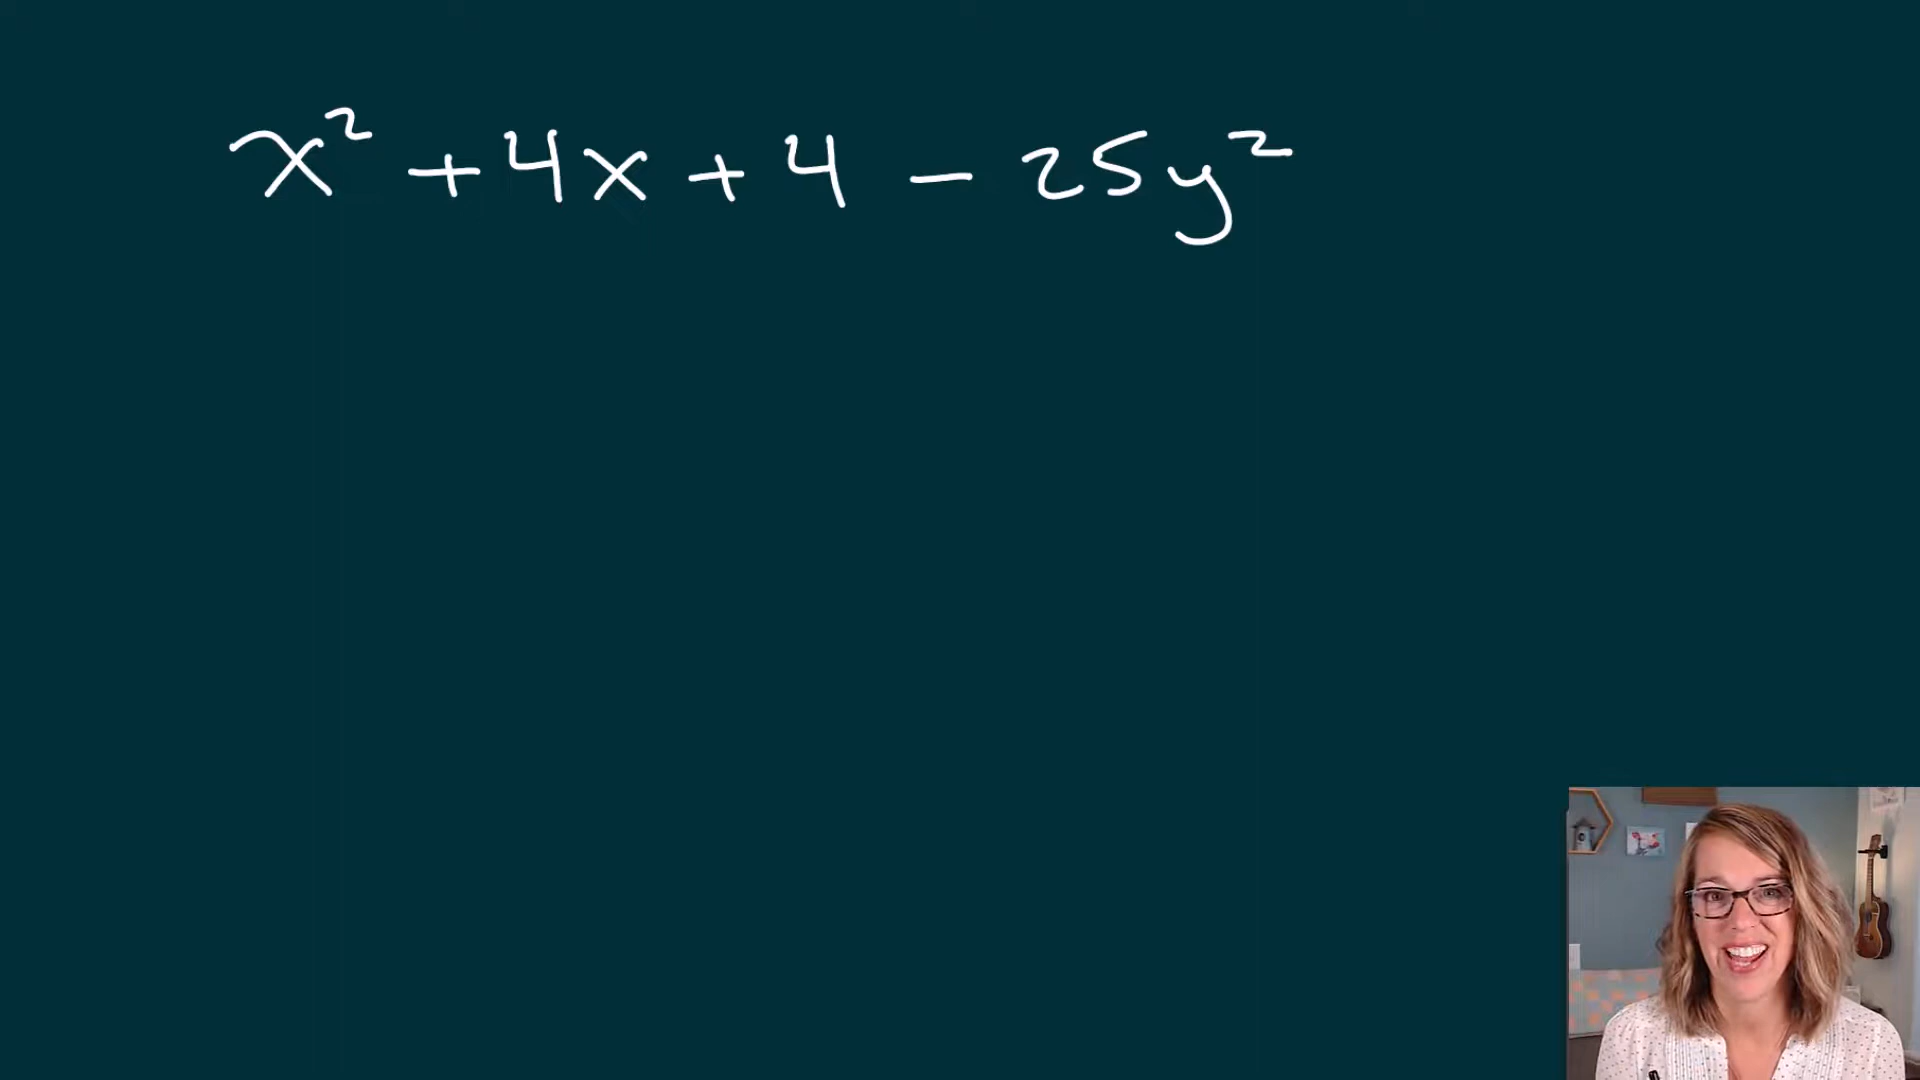 x² + 4x + 4 - 25y²